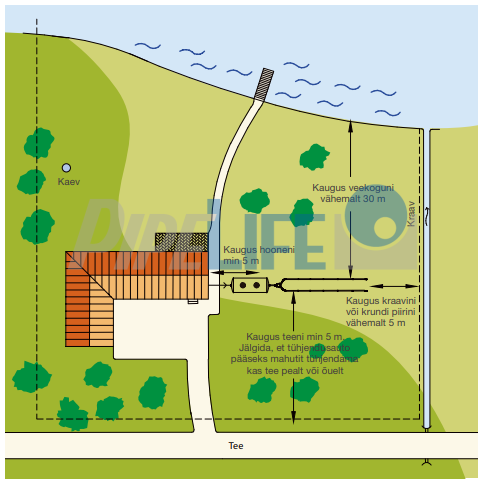 Kaev
Kaugus veekoguni
vähemalt 30 m
Kraav
PIPELIFE
Kaugus hooneni
min 5 m
Kaugus kraavini
või krundi piirini
vähemalt 5 m
Kaugus teeni min 5 m.
Jälgida, et tühjendusauto
pääseks mahutit tühjendama
kas tee pealt või õuelt
Tee